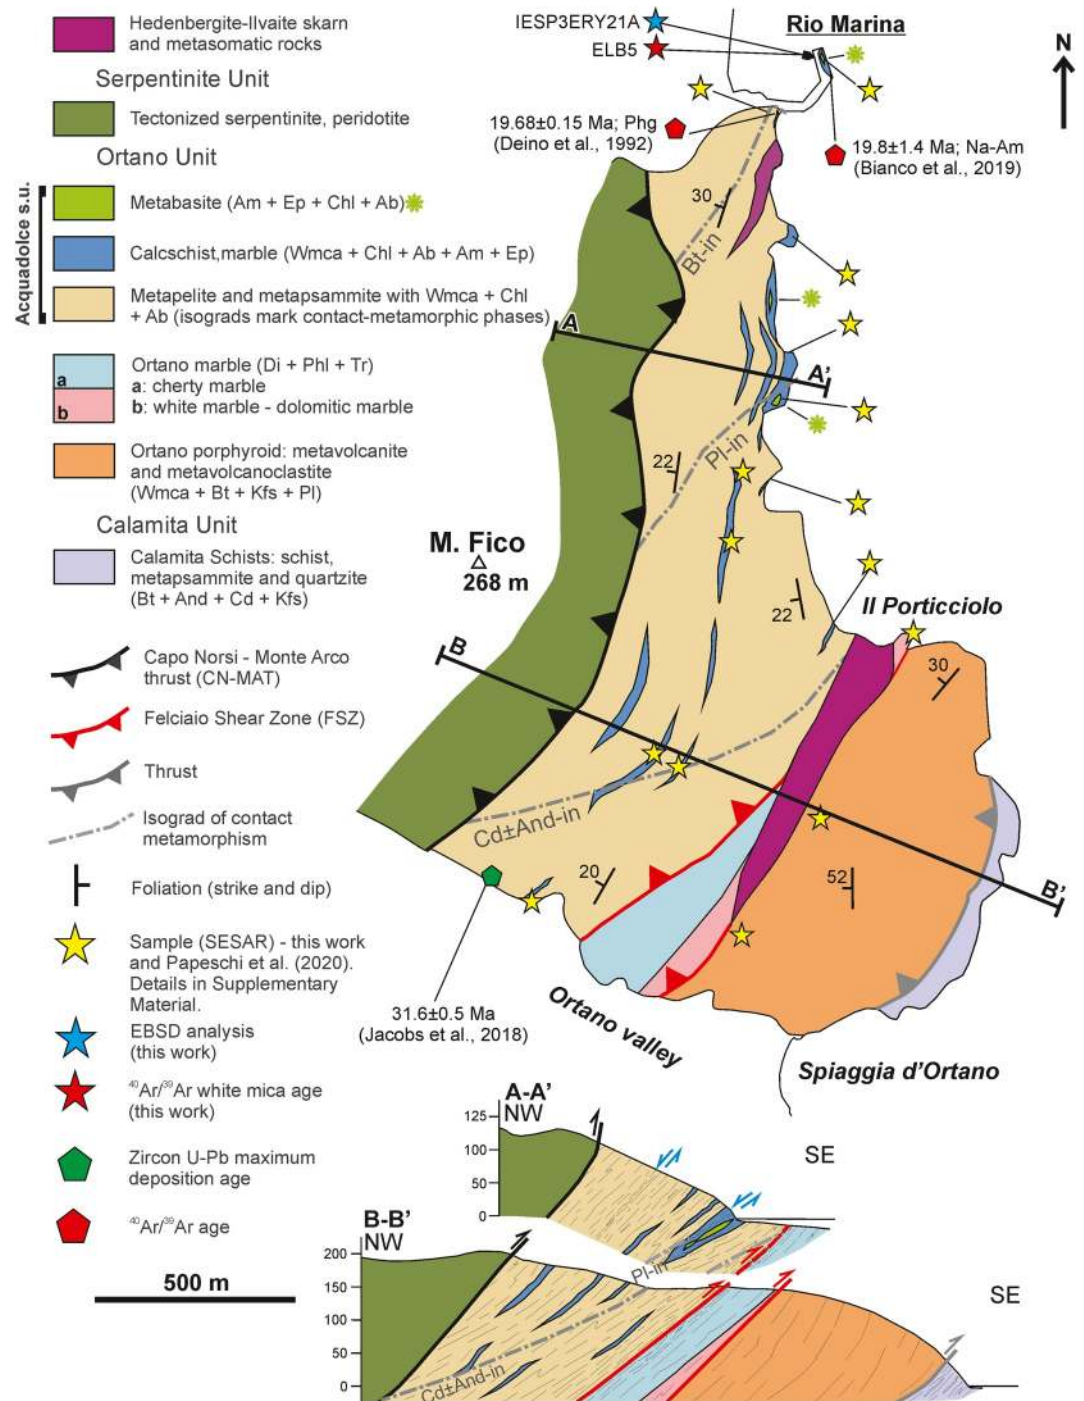 Hedenbergite-Ilvaite skarn
and metasomatic rocks
Serpentinite Unit
Tectonized serpentinite, peridotite
Ortano Unit
Acquadolce s.u.
Metabasite (Am + Ep + Chl + Ab)
Calcschist,marble (Wmca + Chl + Ab + Am + Ep)
Metapelite and metapsammite with Wmca + Chl
+ Ab (isograds mark contact-metamorphic phases)
a
b
Ortano marble (Di + Phl + Tr)
a: cherty marble
b: white marble - dolomitic marble
Ortano porphyroid: metavolcanite
and metavolcanoclastite
(Wmca + Bt + Kfs + Pl)
Calamita Unit
Calamita Schists: schist,
metapsammite and quartzite
(Bt + And + Cd + Kfs)
Capo Norsi - Monte Arco
thrust (CN-MAT)
Felciaio Shear Zone (FSZ)
Thrust
Isograd of contact
metamorphism
Foliation (strike and dip)
Sample (SESAR) - this work
and Papeschi et al. (2020).
Details in Supplementary
Material.
EBSD analysis
(this work)
40Ar/39Ar white mica age
(this work)
Zircon U-Pb maximum
deposition age
40Ar/39Ar age
500 m
IESP3ERY21A
ELB5
Rio Marina
N
19.68±0.15 Ma; Phg
(Deino et al., 1992)
19.8±1.4 Ma; Na-Am
(Bianco et al., 2019)
30
Bt-in
A
A'
Pl-in
22
M. Fico
268 m
22
Il Porticciolo
30
B
Cd±And-in
20
52
B'
31.6±0.5 Ma
(Jacobs et al., 2018)
Ortano valley
Spiaggia d'Ortano
A-A'
NW
SE
125
100
50
0
Pl-in
B-B'
NW
SE
200
150
100
50
0
Cd±And-in